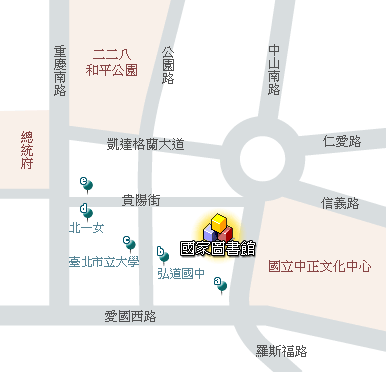 重慶南路
二二八
和平公園
公園路
中山南路
總統府
凱達格蘭大道
仁愛路
e
貴陽街
信義路
d
北一女
c
國家圖書館
臺北市立大學
b
弘道國中
國立中正文化中心
a
愛國西路
羅斯福路